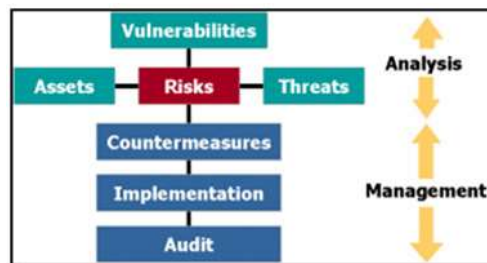 Vulnerabilities
Analysis
Assets Risks Threats
Countermeasures
Implementation
Management
Audit